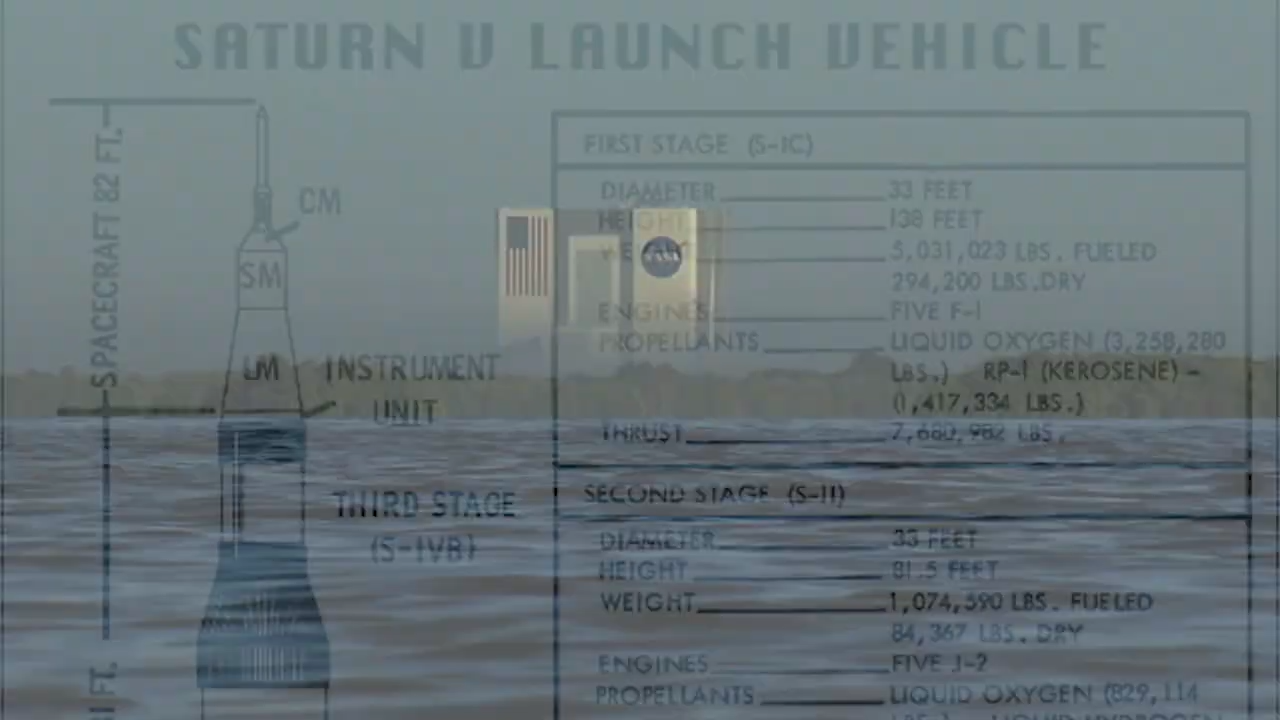 SATURN V LAUNCH VEHICLE
SPACECRAFT 82 FT.
CM
SM
LM
INSTRUMENT
UNIT
THIRD STAGE
(S-IVB)
FT.
FIRST STAGE (S-IC)
DIAMETER 33 FEET
HEIGHT 138 FEET
WEIGHT 5,031,023 LBS. FUELED
294,200 LBS.DRY
ENGINES FIVE F-1
PROPELLANTS LIQUID OXYGEN (3,258,280
LBS.) RP-1 (KEROSENE) -
(1,417,334 LBS.)
THRUST 7,680,982 LBS.
NASA
SECOND STAGE (S-II)
DIAMETER 33 FEET
HEIGHT 81.5 FEET
WEIGHT 1,074,590 LBS. FUELED
84,367 LBS. DRY
ENGINES FIVE J-2
PROPELLANTS LIQUID OXYGEN (829,114